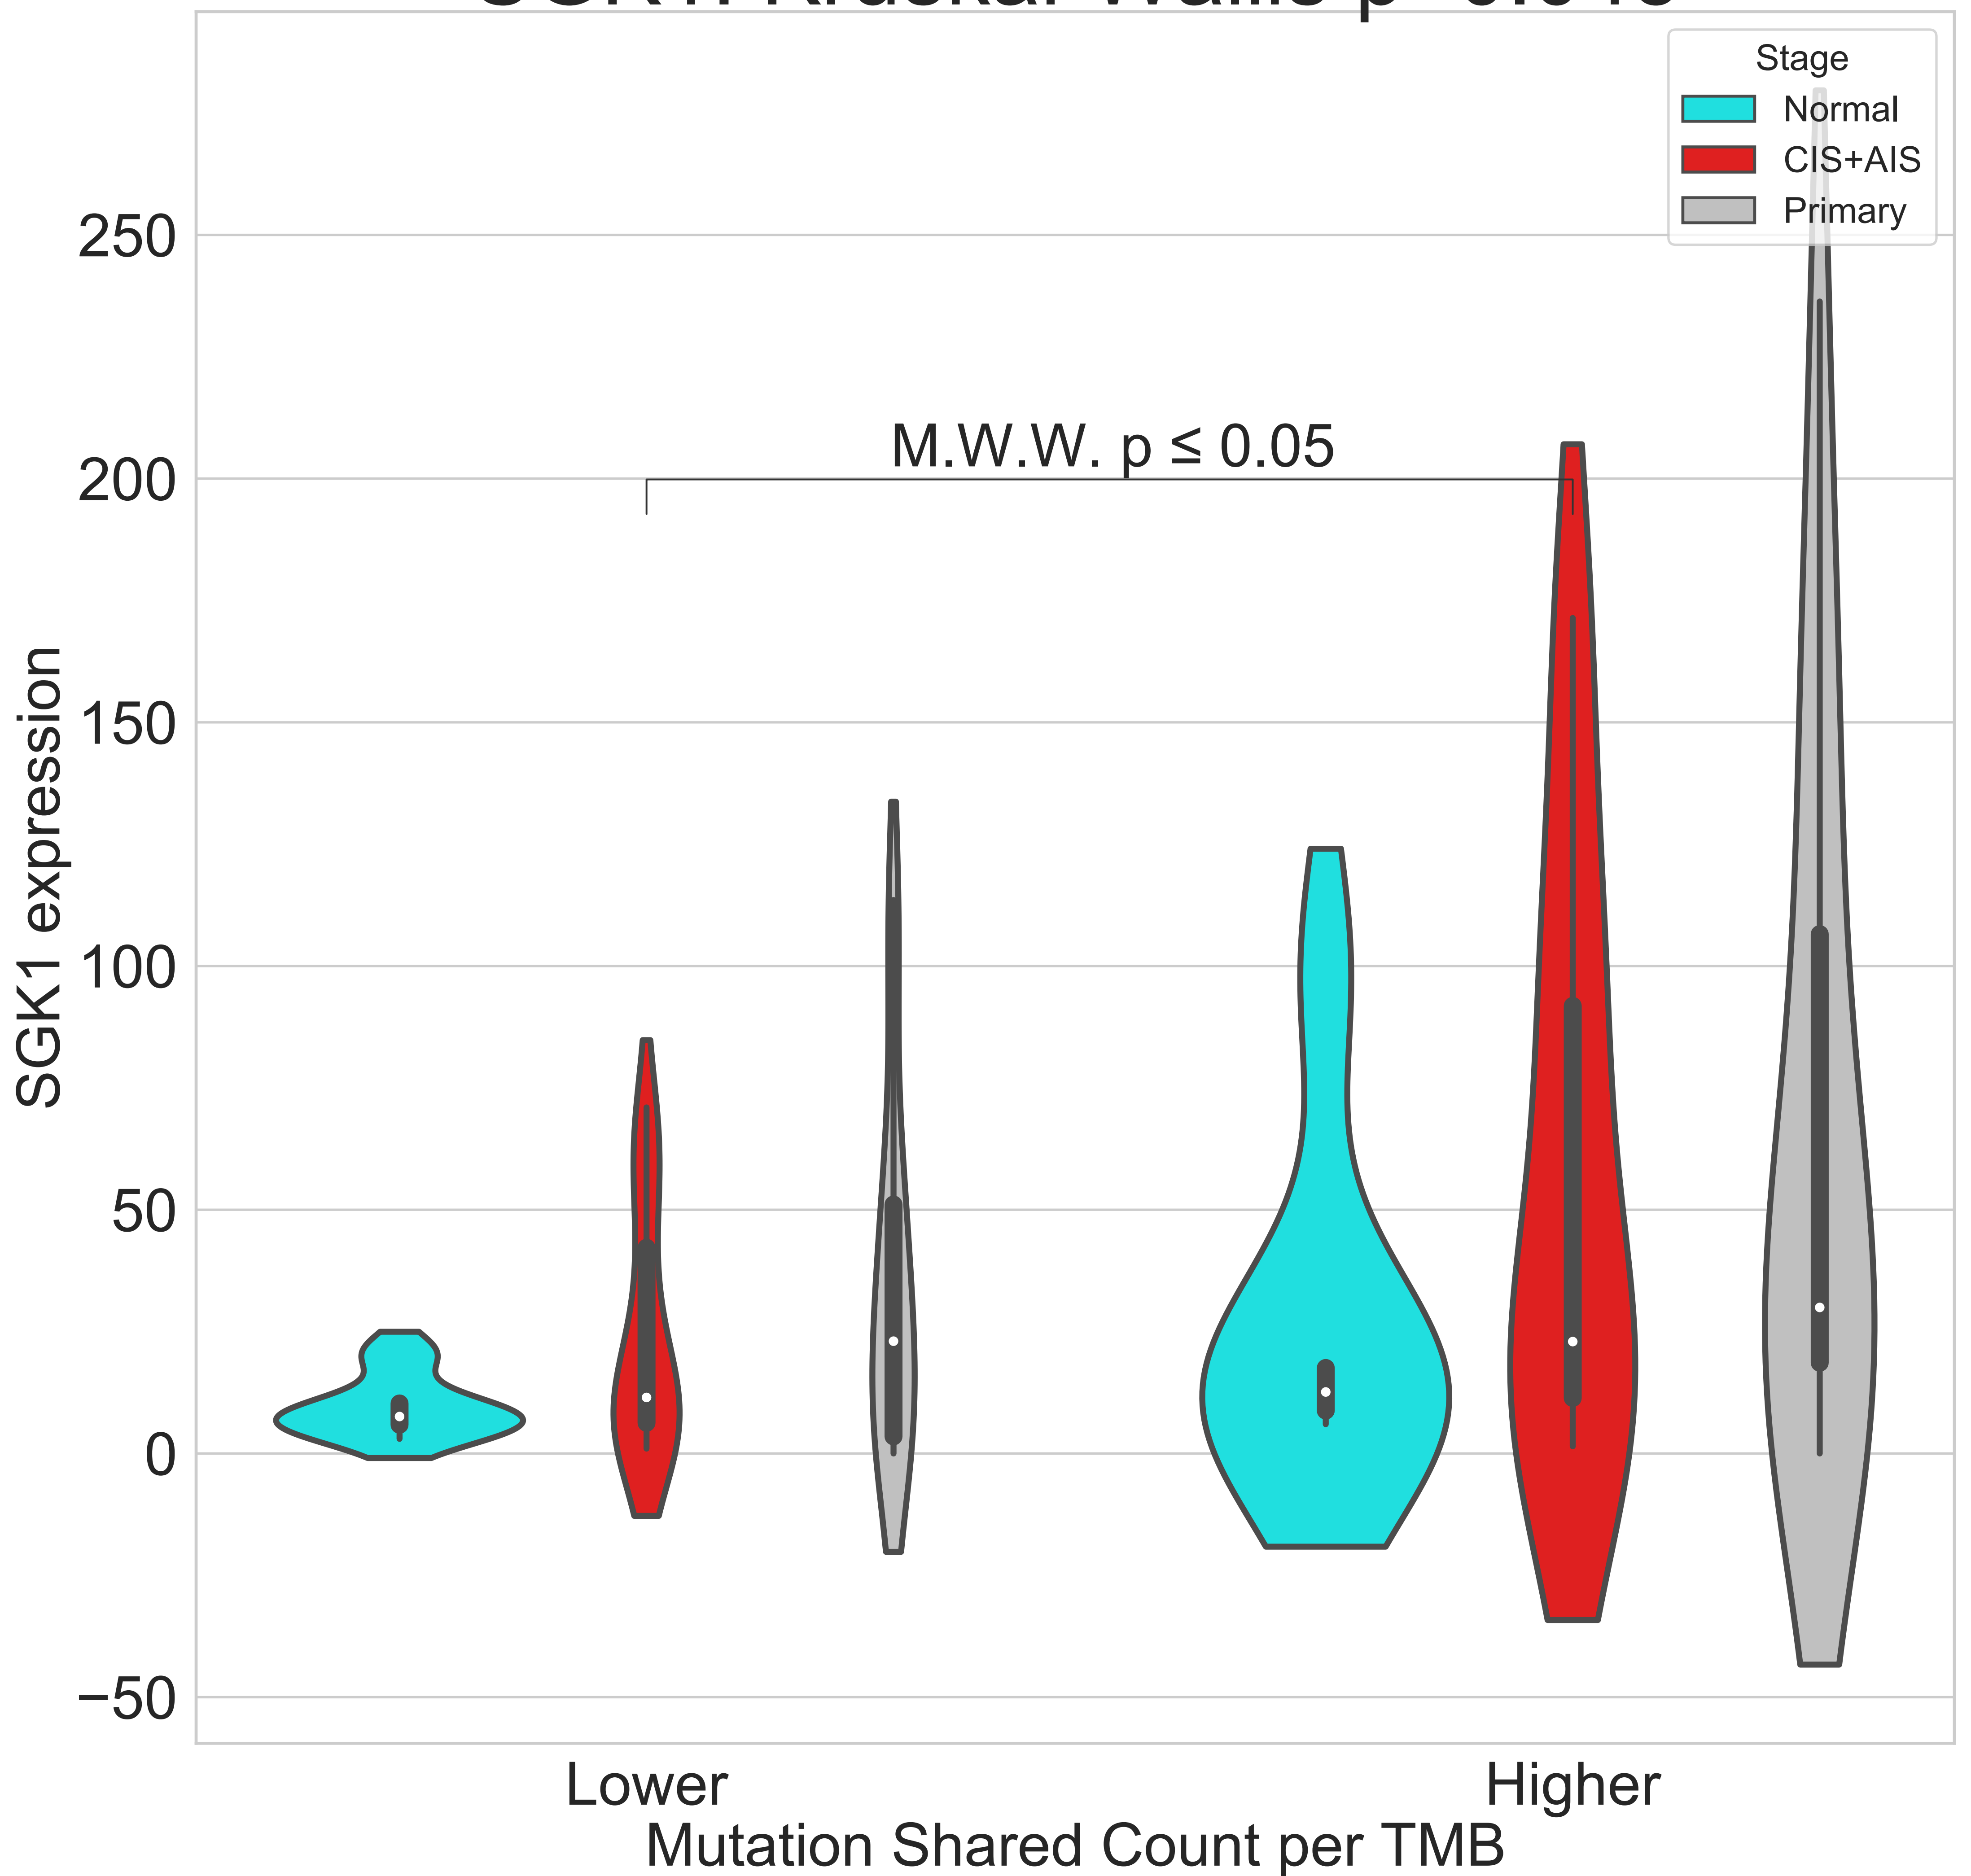 Stage
Normal
CIS+AIS
Primary
M.W.W. p ≤ 0.05
SGK1 expression
250
200
150
100
50
0
−50
Lower
Higher
Mutation Shared Count per TMB